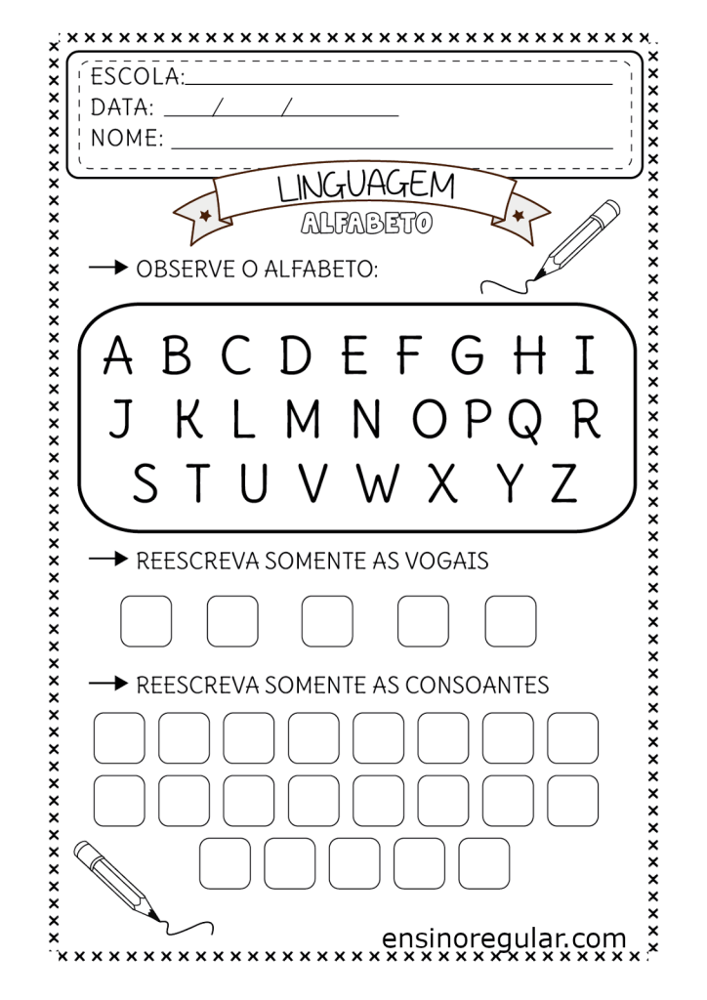 ESCOLA:
DATA: / /
NOME:
LINGUAGEM
ALFABETO
OBSERVE O ALFABETO:
A B C D E F G H I
J K L M N O P Q R
S T U V W X Y Z
REESCREVA SOMENTE AS VOGAIS
REESCREVA SOMENTE AS CONSOANTES
ensinoregular.com